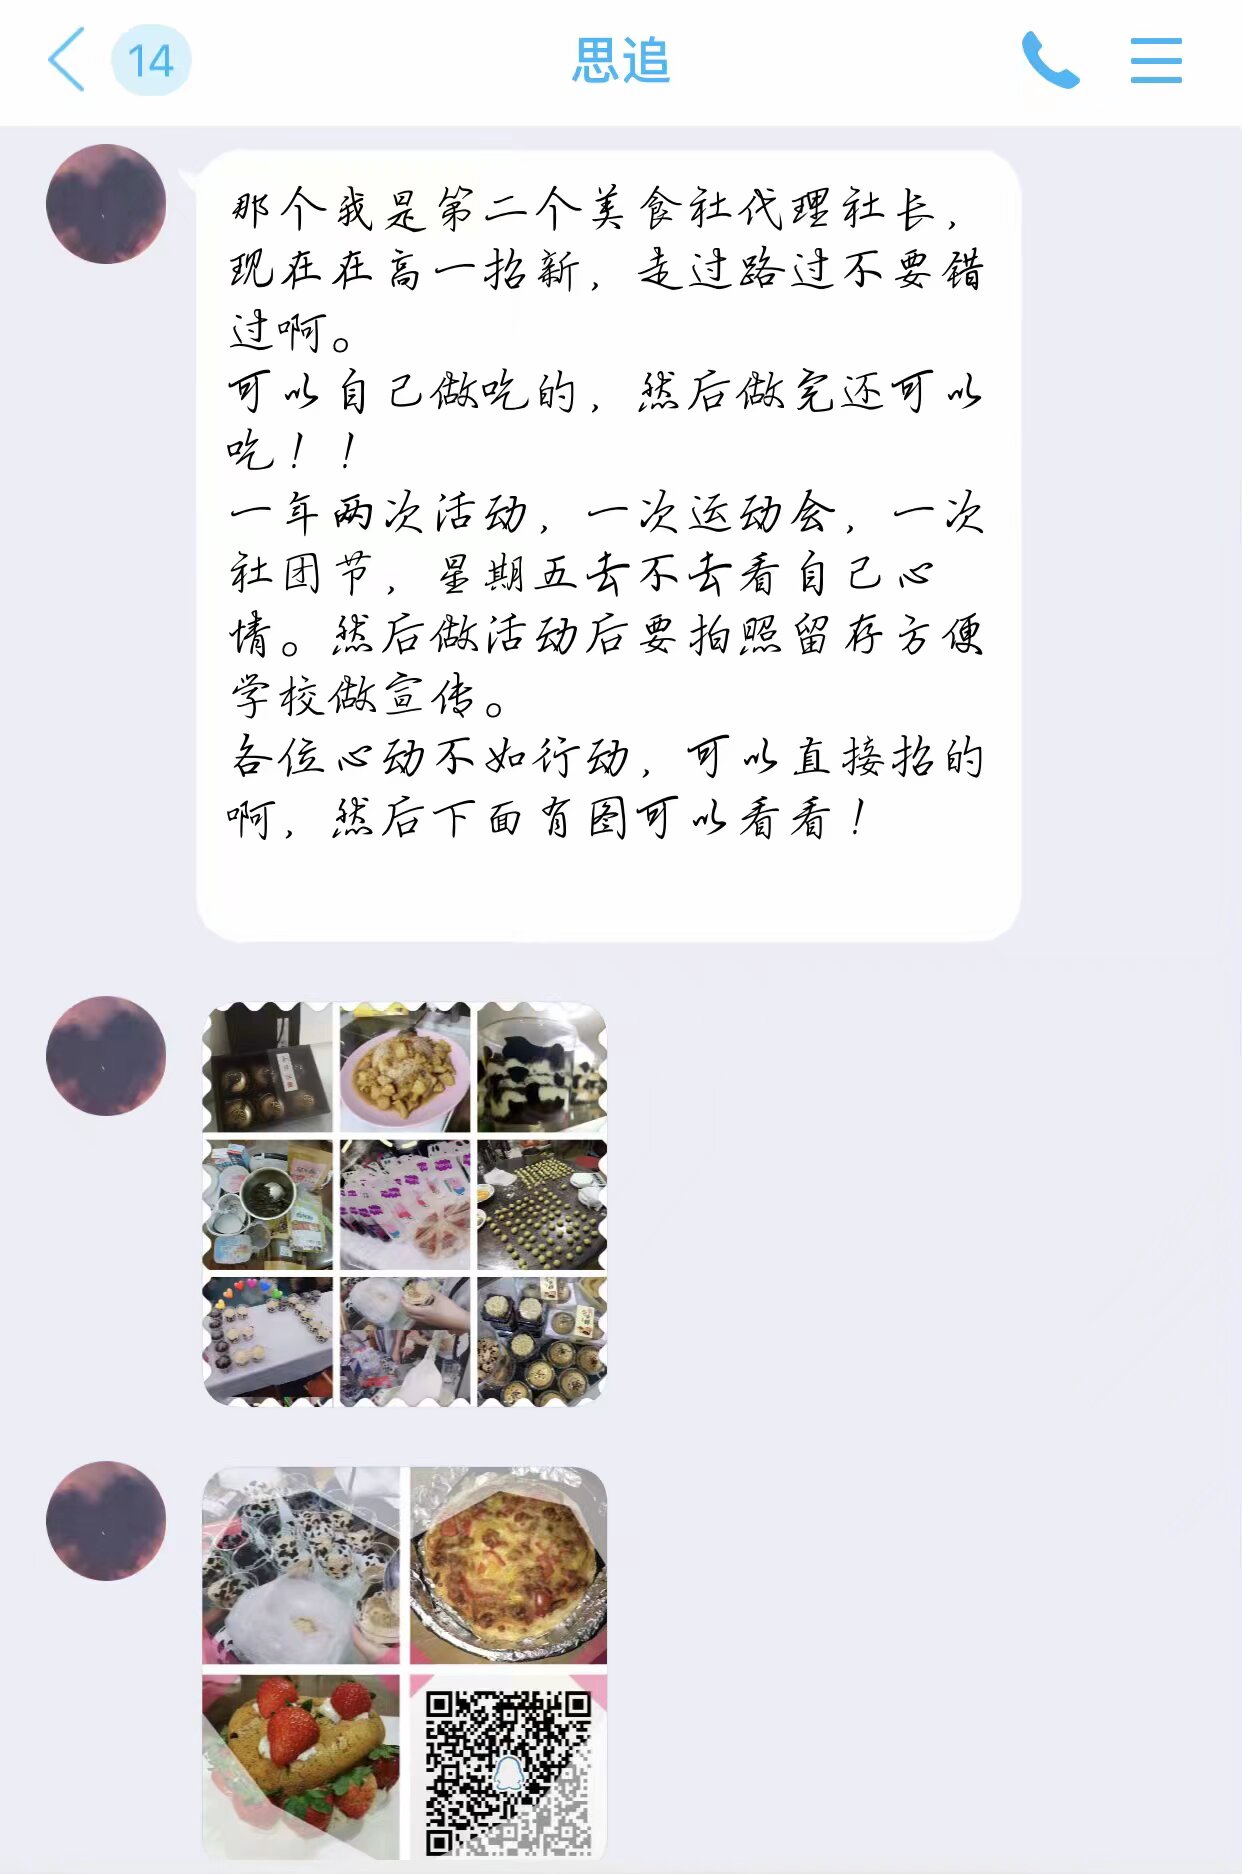 14
思追
那个我是第二个美食社代理社长，
现在在高一招新，走过路过不要错
过啊。
可以自己做吃的，然后做完还可以
吃！！
一年两次活动，一次运动会，一次
社团节，星期五去不去看自己心
情。然后做活动后要拍照留存方便
学校做宣传。
各位心动不如行动，可以直接招的
啊，然后下面有图可以看看！